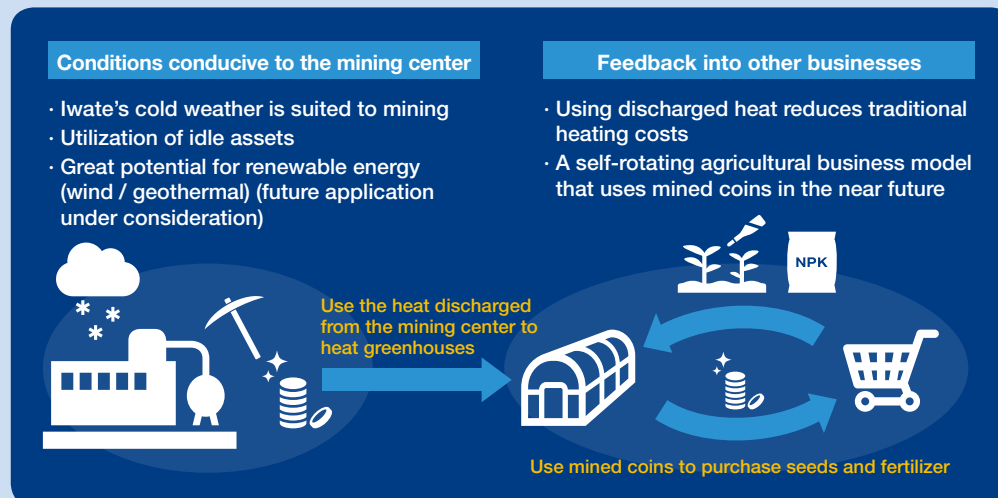 Conditions conducive to the mining center
· Iwate's cold weather is suited to mining
· Utilization of idle assets
· Great potential for renewable energy
(wind / geothermal) (future application
under consideration)
Feedback into other businesses
· Using discharged heat reduces traditional
heating costs
· A self-rotating agricultural business model
that uses mined coins in the near future
NPK
Use the heat discharged
from the mining center to
heat greenhouses
Use mined coins to purchase seeds and fertilizer